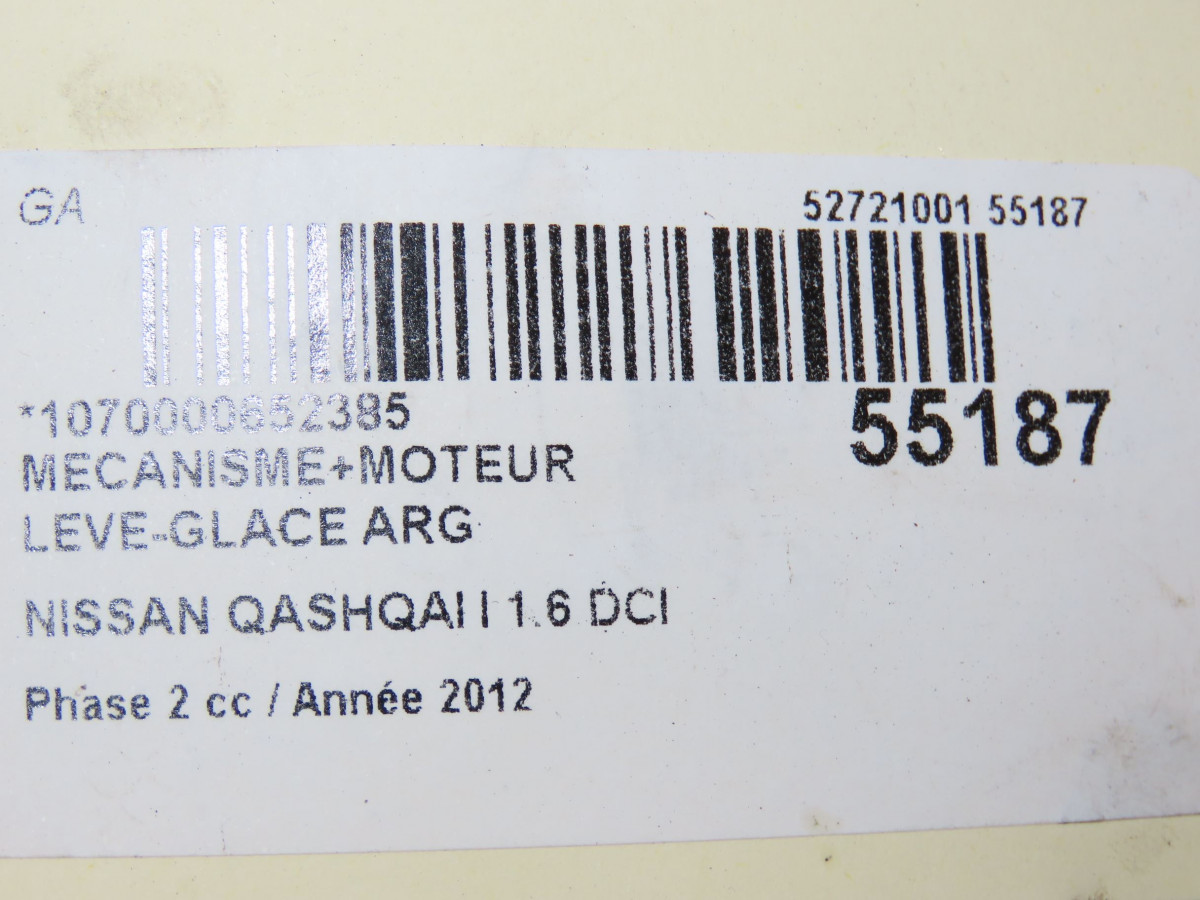 GA
52721001 55187
*1070000652385
55187
MECANISME+MOTEUR
LEVE-GLACE ARG
NISSAN QASHQAI I 1.6 DCI
Phase 2 cc / Année 2012